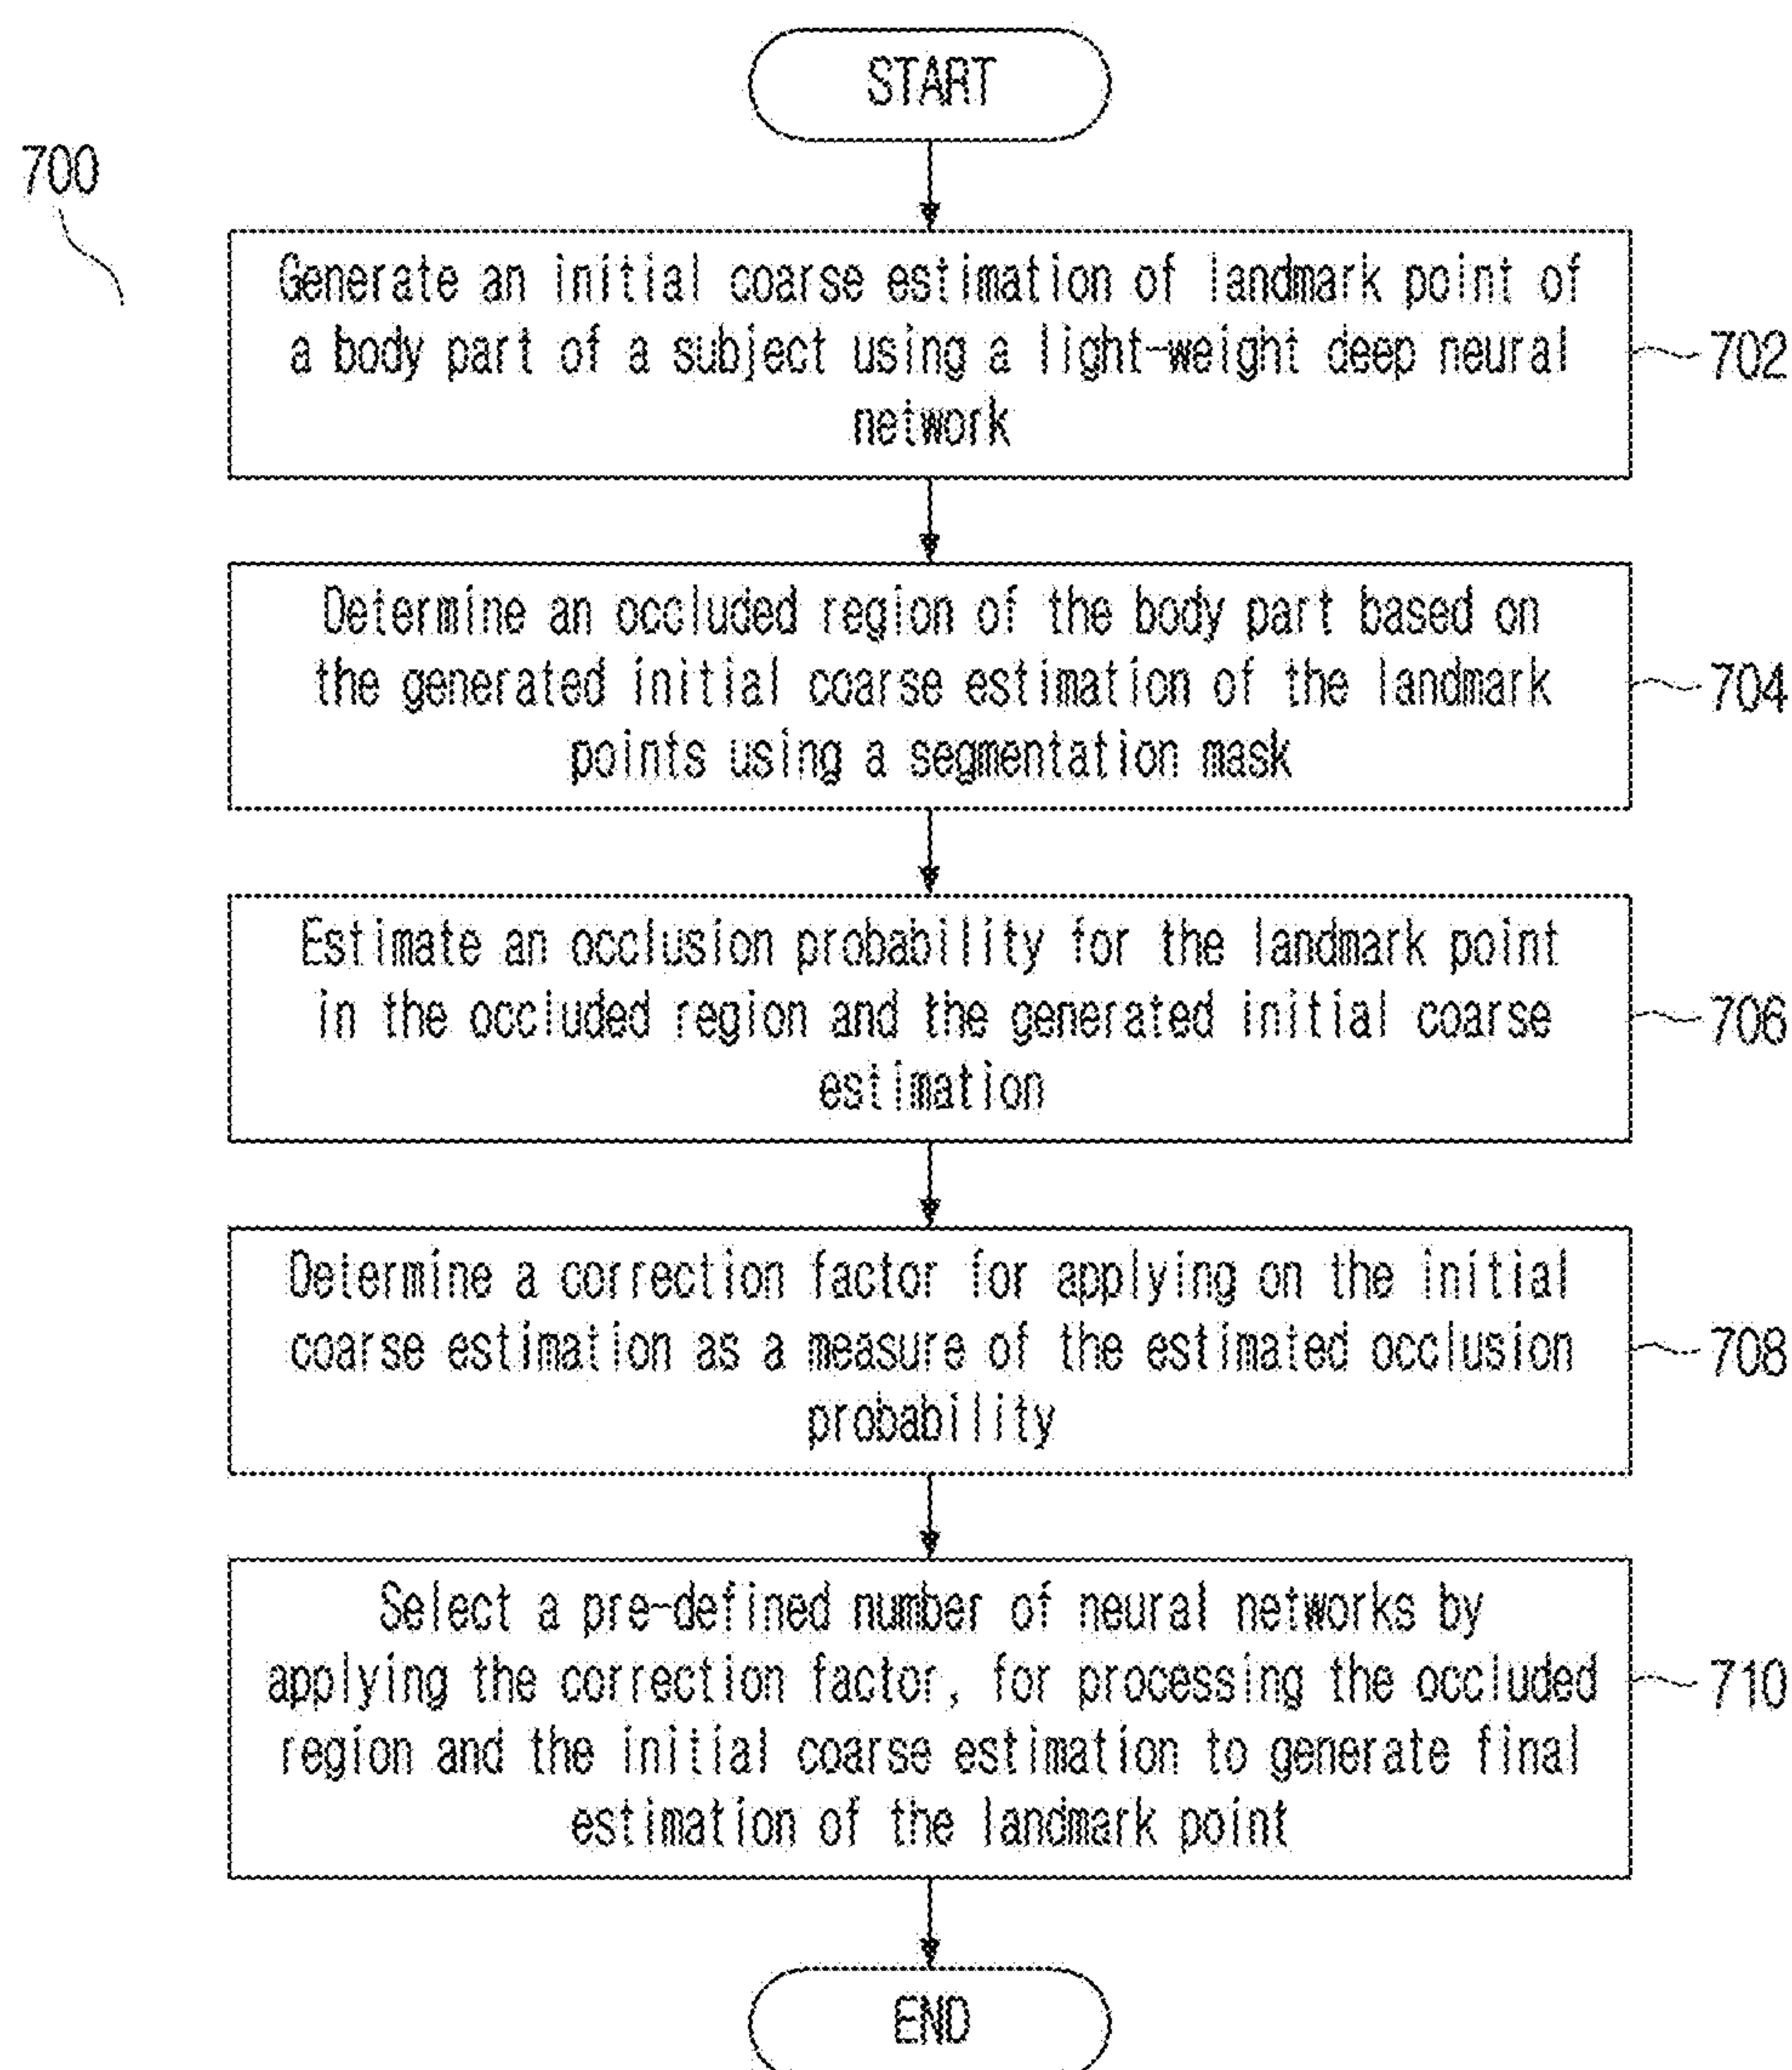 START
700
Generate an initial coarse estimation of landmark point of
a body part of a subject using a light-weight deep neural
network
702
Determine an occluded region of the body part based on
the generated initial coarse estimation of the landmark
points using a segmentation mask
704
Estimate an occlusion probability for the landmark point
in the occluded region and the generated initial coarse
estimation
706
Determine a correction factor for applying on the initial
coarse estimation as a measure of the estimated occlusion
probability
708
Select a pre-defined number of neural networks by
applying the correction factor, for processing the occluded
region and the initial coarse estimation to generate final
estimation of the landmark point
710
END